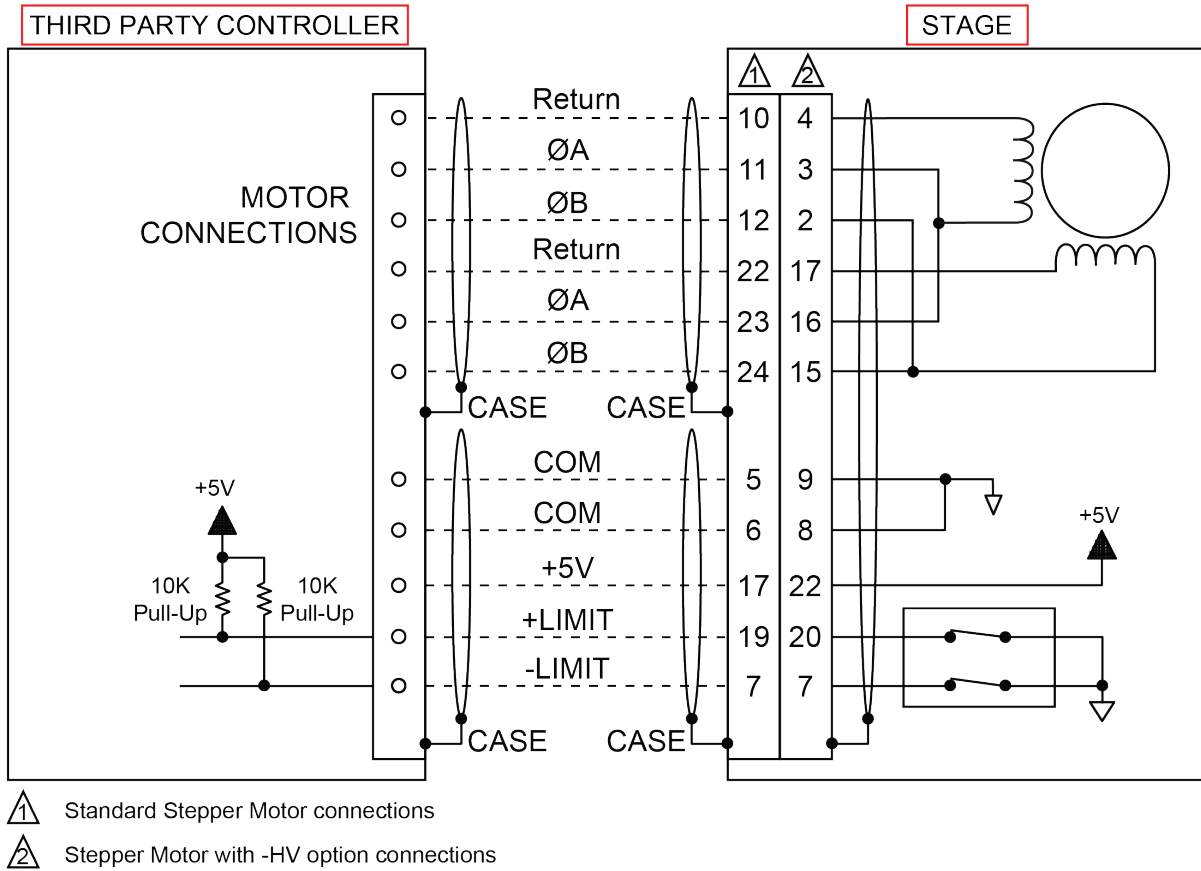 THIRD PARTY CONTROLLER
STAGE
1 2
Return 10 4
ØA 11 3
MOTOR
CONNECTIONS
ØB 12 2
Return 22 17
ØA 23 16
ØB 24 15
CASE CASE
COM 5 9
COM 6 8
+5V
+5V
+5V 17 22
10K
Pull-Up
10K
Pull-Up
+LIMIT 19 20
-LIMIT 7 7
CASE CASE
1 Standard Stepper Motor connections
2 Stepper Motor with -HV option connections